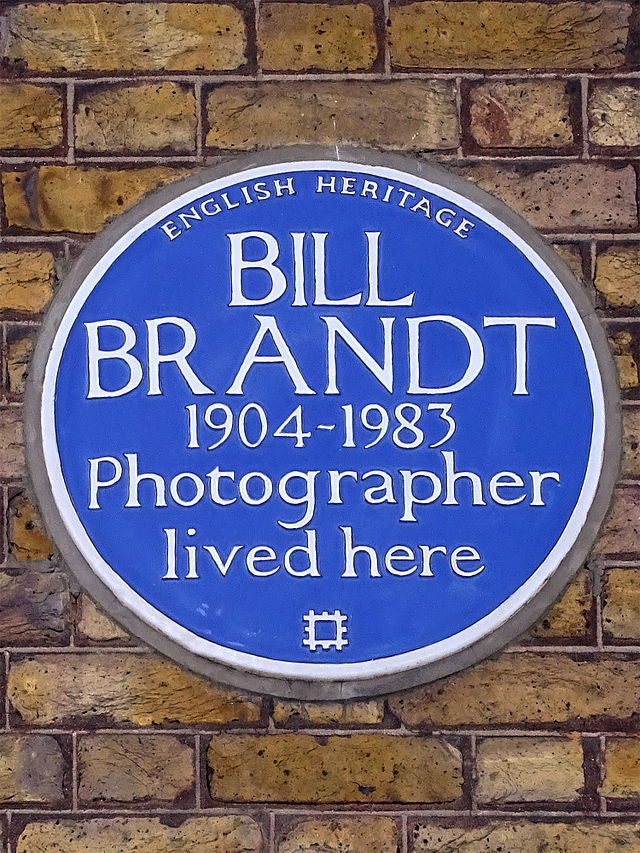 ENGLISH HERITAGE
BILL
BRANDT
1904-1983
Photographer
lived here